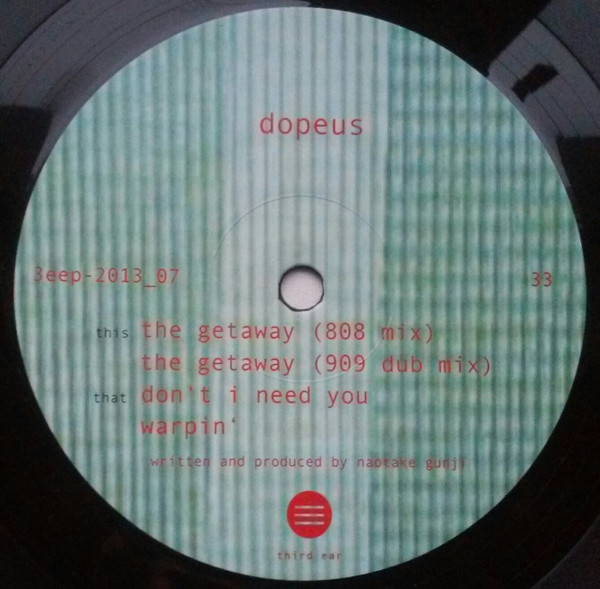 dopeus
3eep-2013_07 33
this the getaway (808 mix)
the getaway (909 dub mix)
that don't i need you
warpin'
written and produced by naotake gunji
third ear